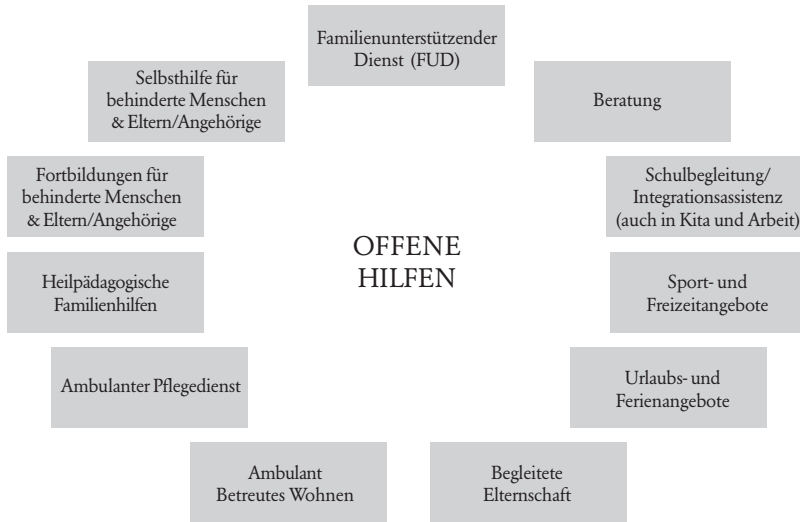 Familienunterstützender
Dienst (FUD)
Beratung
Schulbegleitung/
Integrationsassistenz
(auch in Kita und Arbeit)
Sport- und
Freizeitangebote
Urlaubs- und
Ferienangebote
Begleitete
Elternschaft
Ambulant
Betreutes Wohnen
Ambulanter Pflegedienst
Heilpädagogische
Familienhilfen
Fortbildungen für
behinderte Menschen
& Eltern/Angehörige
Selbsthilfe für
behinderte Menschen
& Eltern/Angehörige
OFFENE
HILFEN